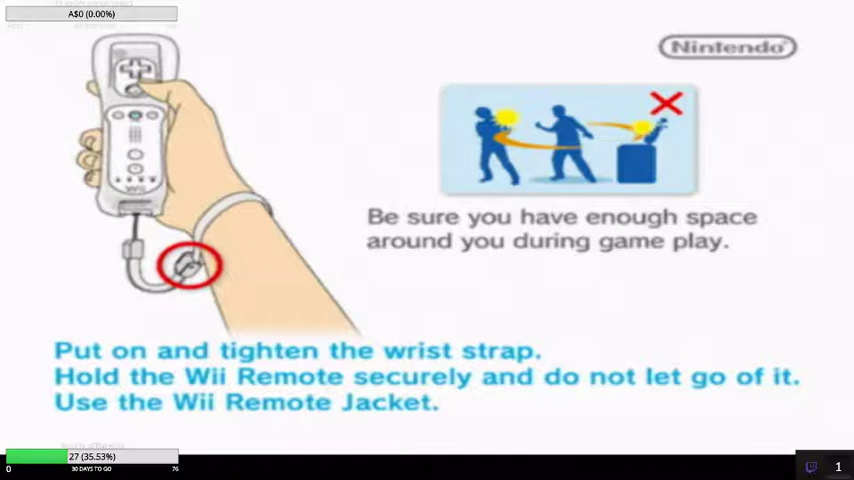 A$0 (0.00%)
Nintendo
Wii
Be sure you have enough space
around you during game play.
Put on and tighten the wrist strap.
Hold the Wii Remote securely and do not let go of it.
Use the Wii Remote Jacket.
27 (35.53%)
0
30 DAYS TO GO
76
1